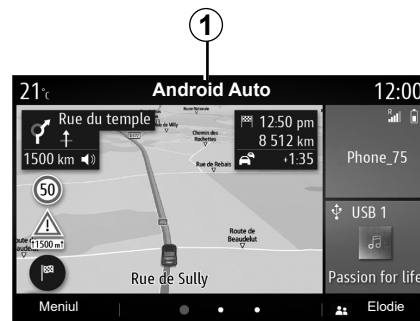 1
21°C Android Auto 12:00
Rue du temple
1500 km
12:50 pm
8 512 km
+1:35
Chemin des
Rochettes
Rue de Rebais
R
Phone_75
50
1500 m
Route de
Beaudelut
USB 1
Rue de Sully
Passion for life
Meniul
Elodie